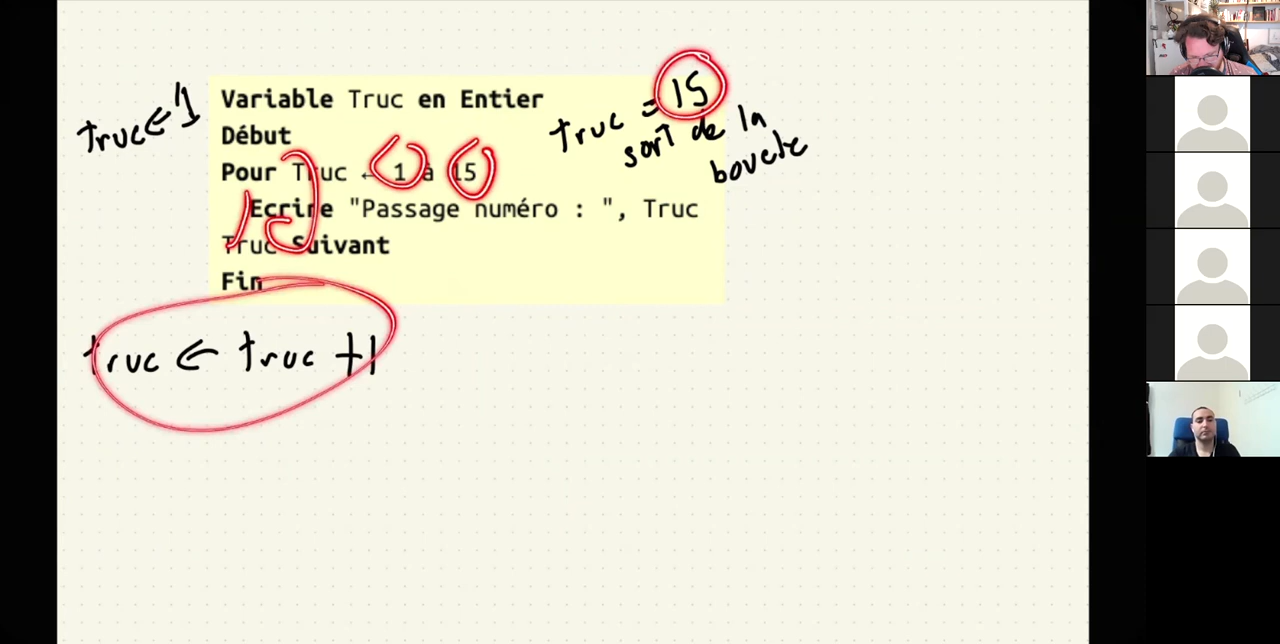 truc ← 1
Variable Truc en Entier
Début
Pour Truc ← 1 à 15
Ecrire "Passage numéro : ", Truc
Truc Suivant
Fin
truc = 15
sort de la
boucle
truc ← truc +1